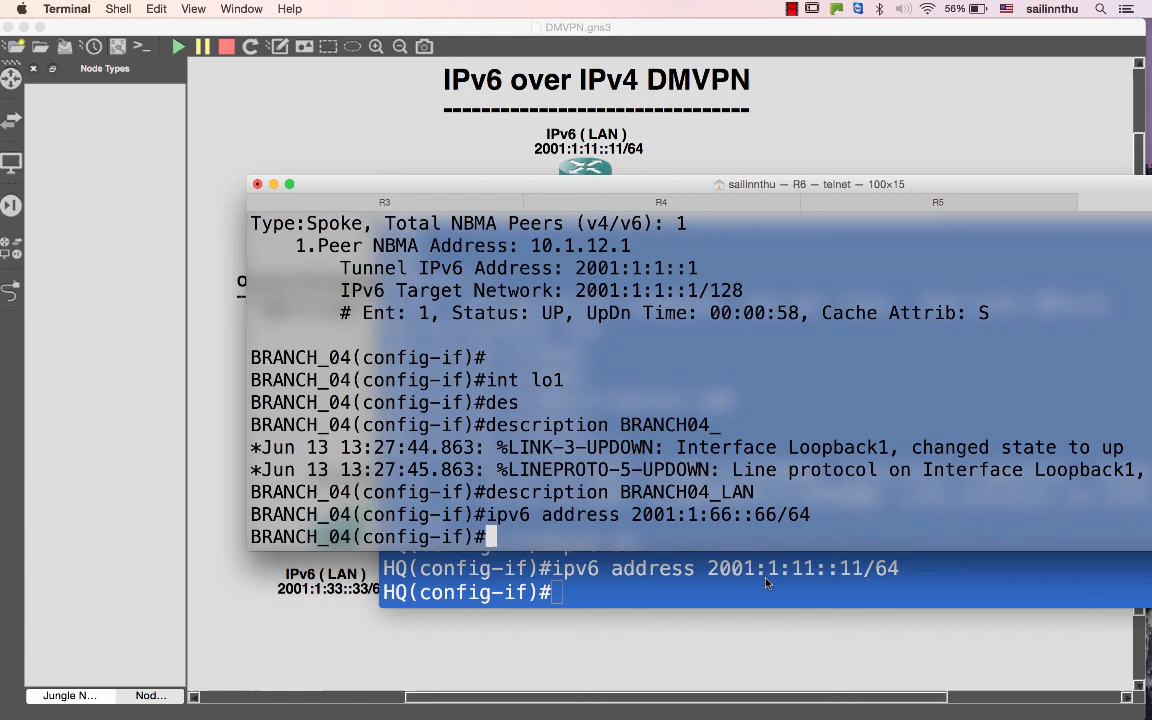 Terminal Shell Edit View Window Help 56% sailinnthu
DMVPN.gns3
Node Types
IPv6 over IPv4 DMVPN
----------------------------------------
IPv6 ( LAN )
2001:1:11::11/64
sailinnthu — R6 — telnet — 100×15
R3 R4 R5
Type:Spoke, Total NBMA Peers (v4/v6): 1
1.Peer NBMA Address: 10.1.12.1
Tunnel IPv6 Address: 2001:1:1::1
IPv6 Target Network: 2001:1:1::1/128
# Ent: 1, Status: UP, UpDn Time: 00:00:58, Cache Attrib: S
BRANCH_04(config-if)#
BRANCH_04(config-if)#int lo1
BRANCH_04(config-if)#des
BRANCH_04(config-if)#description BRANCH04_
*Jun 13 13:27:44.863: %LINK-3-UPDOWN: Interface Loopback1, changed state to up
*Jun 13 13:27:45.863: %LINEPROTO-5-UPDOWN: Line protocol on Interface Loopback1,
BRANCH_04(config-if)#description BRANCH04_LAN
BRANCH_04(config-if)#ipv6 address 2001:1:66::66/64
BRANCH_04(config-if)#
HQ(config-if)#ipv6 address 2001:1:11::11/64
HQ(config-if)#
IPv6 ( LAN )
2001:1:33::33/6
Jungle N... Nod...